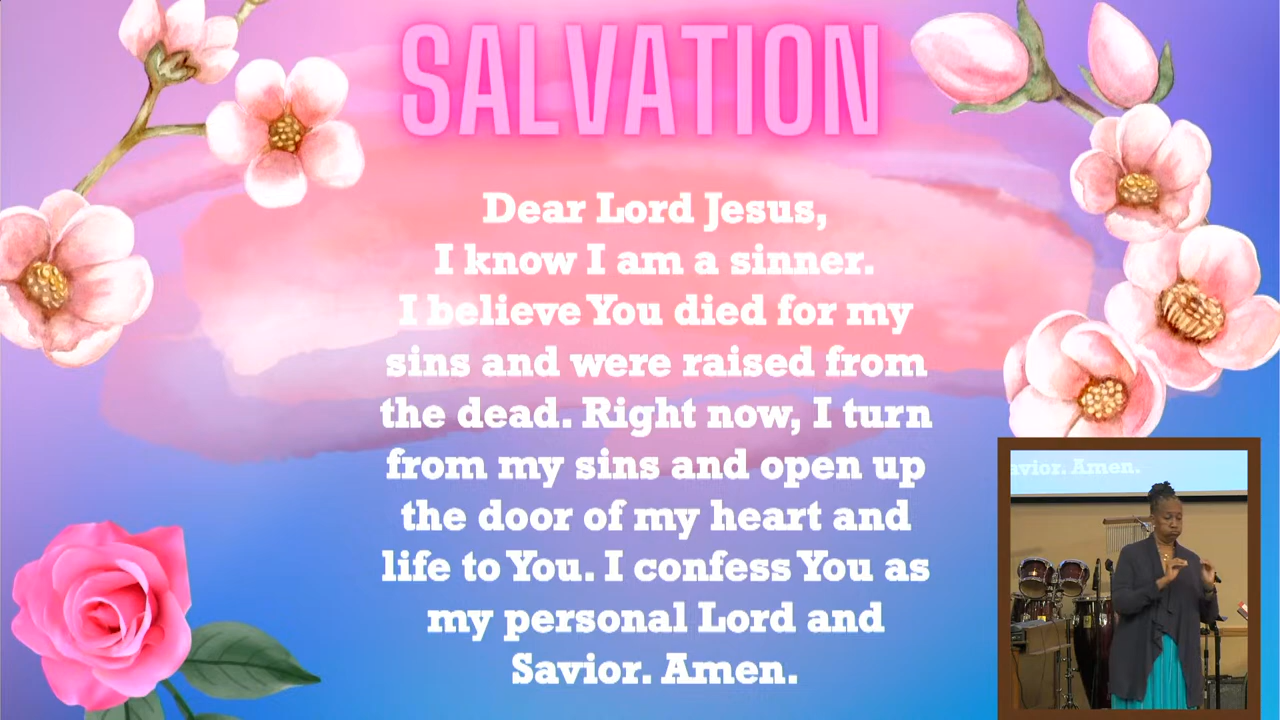 SALVATION
Dear Lord Jesus,
I know I am a sinner.
I believe You died for my
sins and were raised from
the dead. Right now, I turn
from my sins and open up
the door of my heart and
life to You. I confess You as
my personal Lord and
Savior. Amen.
avior. Amen.